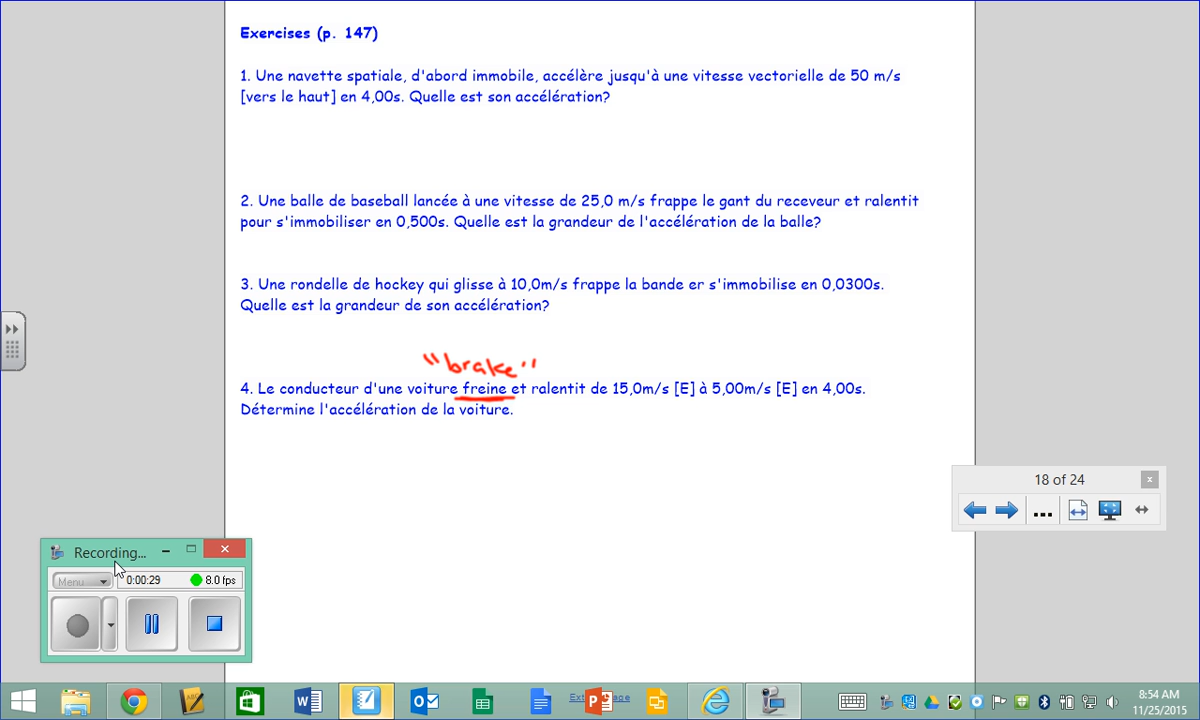 Exercises (p. 147)
1. Une navette spatiale, d'abord immobile, accélère jusqu'à une vitesse vectorielle de 50 m/s
[vers le haut] en 4,00s. Quelle est son accélération?
2. Une balle de baseball lancée à une vitesse de 25,0 m/s frappe le gant du receveur et ralentit
pour s'immobiliser en 0,500s. Quelle est la grandeur de l'accélération de la balle?
3. Une rondelle de hockey qui glisse à 10,0m/s frappe la bande er s'immobilise en 0,0300s.
Quelle est la grandeur de son accélération?
"brake"
4. Le conducteur d'une voiture freine et ralentit de 15,0m/s [E] à 5,00m/s [E] en 4,00s.
Détermine l'accélération de la voiture.
18 of 24
...
Recording...
Menu 0:00:29 8.0 fps
8:54 AM
11/25/2015